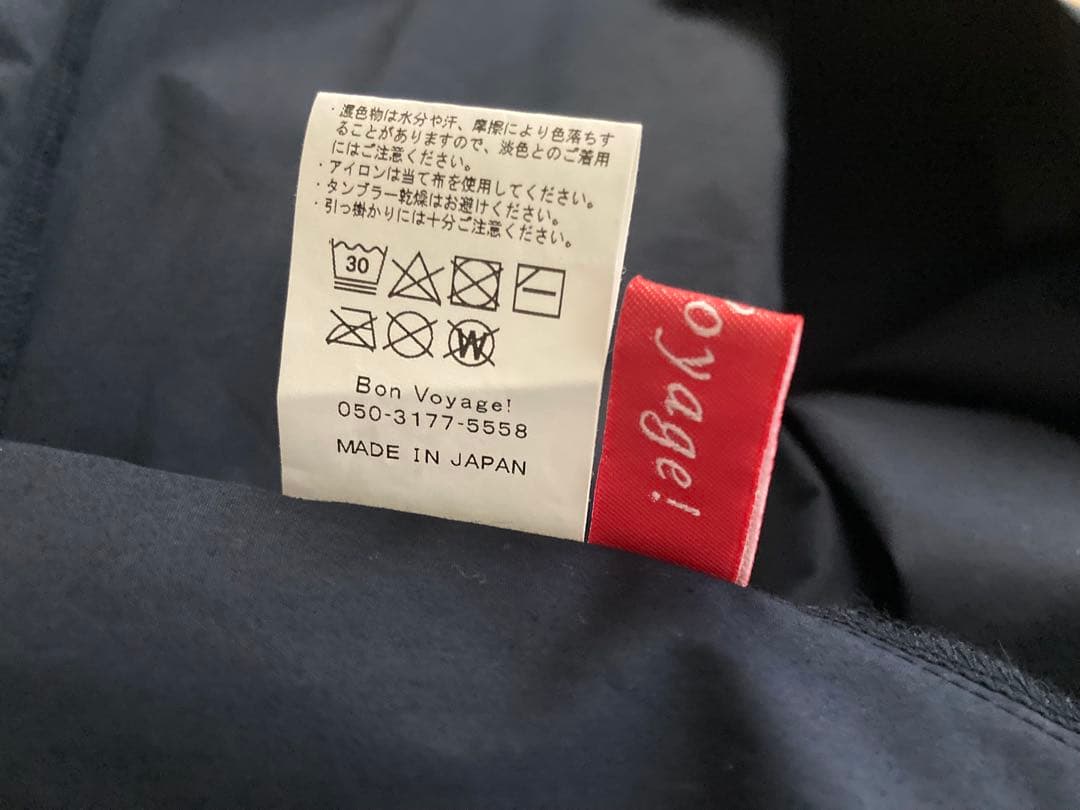 ・濃色物は水分や汗、摩擦により色落ちす
ることがありますので、淡色とのご着用
にはご注意ください。
・アイロンは当て布を使用してください。
・タンブラー乾燥はお避けください。
・引っ掛かりには十分ご注意ください。
30
W
Bon Voyage!
050-3177-5558
MADE IN JAPAN
oyage!